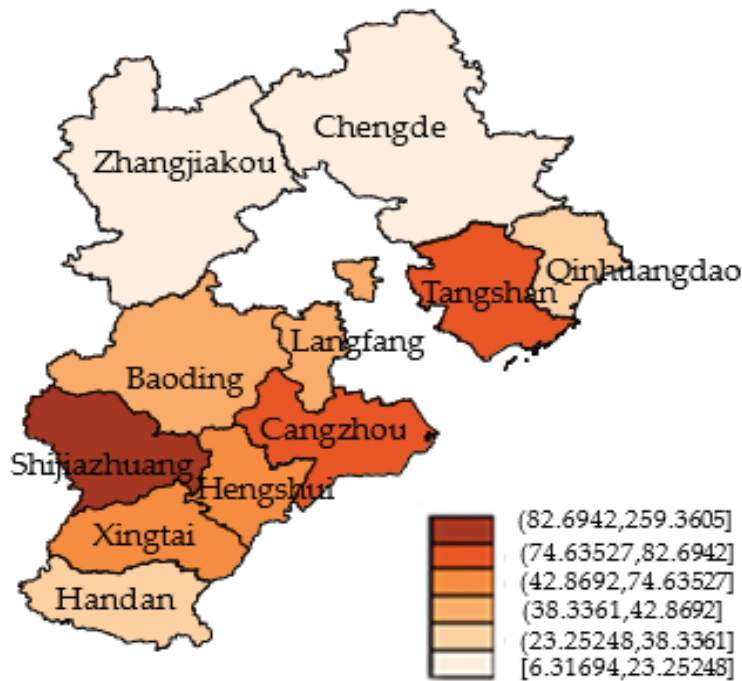 Chengde
Zhangjiakou
Qinhuangdao
Tangshan
Langfang
Baoding
Cangzhou
Shijiazhuang
Hengshui
Xingtai
Handan
(82.6942,259.3605]
(74.63527,82.6942]
(42.8692,74.63527]
(38.3361,42.8692]
(23.25248,38.3361]
[6.31694,23.25248]